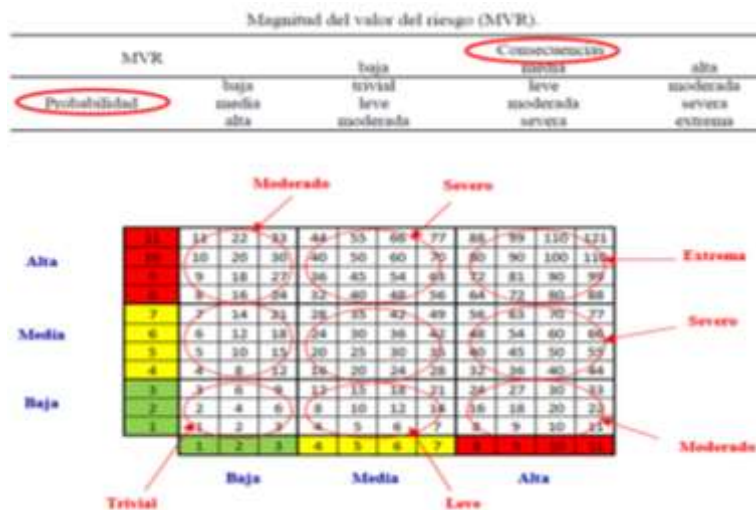 Magnitud del valor del riesgo (MVR).
MVR Consecuencias
baja media alta
Probabilidad baja trivial leve moderada
media leve moderada severa
alta moderada severa extrema
Moderado Severo
11 22 33 44 55 66 77 88 99 110 121
Alta 10 20 30 40 50 60 70 80 90 100 110 Extrema
9 18 27 36 45 54 63 72 81 90 99
8 16 24 32 40 48 56 64 72 80 88
7 7 14 21 28 35 42 49 56 63 70 77 Severo
Media 6 6 12 18 24 30 36 42 48 54 60 66
5 5 10 15 20 25 30 35 40 45 50 55
4 4 8 12 16 20 24 28 32 36 40 44
Baja 3 3 6 9 12 15 18 21 24 27 30 33
2 2 4 6 8 10 12 14 16 18 20 22
1 1 2 3 4 5 6 7 8 9 10 11 Moderado
1 2 3 4 5 6 7
Baja Media Alta
Trivial Leve